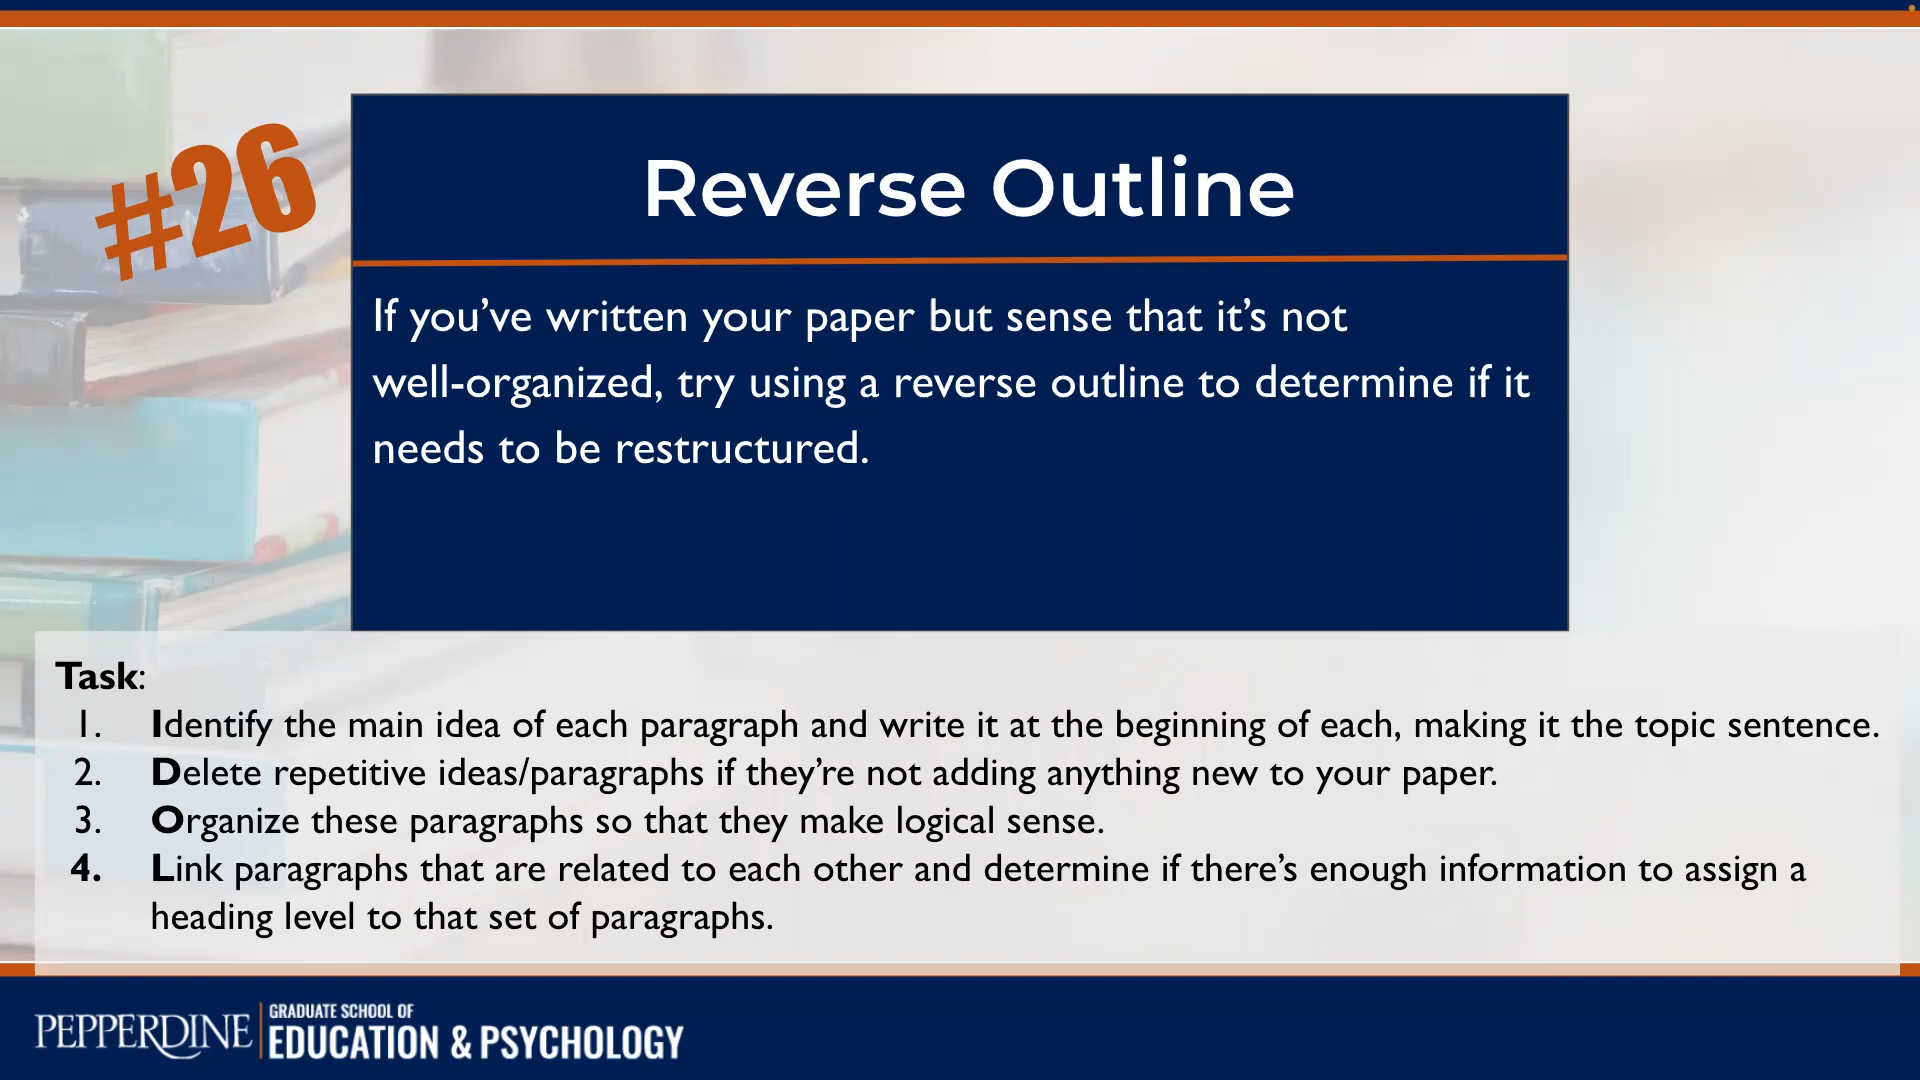 #26
Reverse Outline
If you’ve written your paper but sense that it’s not
well-organized, try using a reverse outline to determine if it
needs to be restructured.
Task:
1. Identify the main idea of each paragraph and write it at the beginning of each, making it the topic sentence.
2. Delete repetitive ideas/paragraphs if they’re not adding anything new to your paper.
3. Organize these paragraphs so that they make logical sense.
4. Link paragraphs that are related to each other and determine if there’s enough information to assign a
heading level to that set of paragraphs.
PEPPERDINE
GRADUATE SCHOOL OF
EDUCATION & PSYCHOLOGY